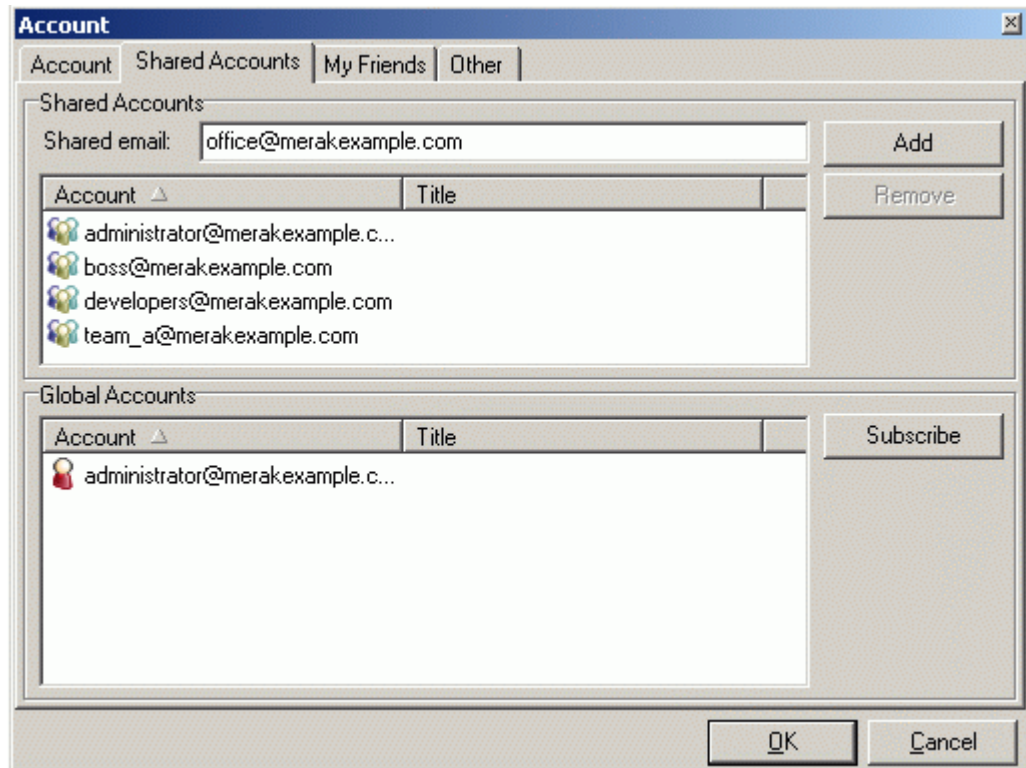 Account
Account Shared Accounts My Friends Other
Shared Accounts
Shared email: office@merakexample.com Add
Account Title Remove
administrator@merakexample.c...
boss@merakexample.com
developers@merakexample.com
team_a@merakexample.com
Global Accounts
Account Title Subscribe
administrator@merakexample.c...
OK Cancel